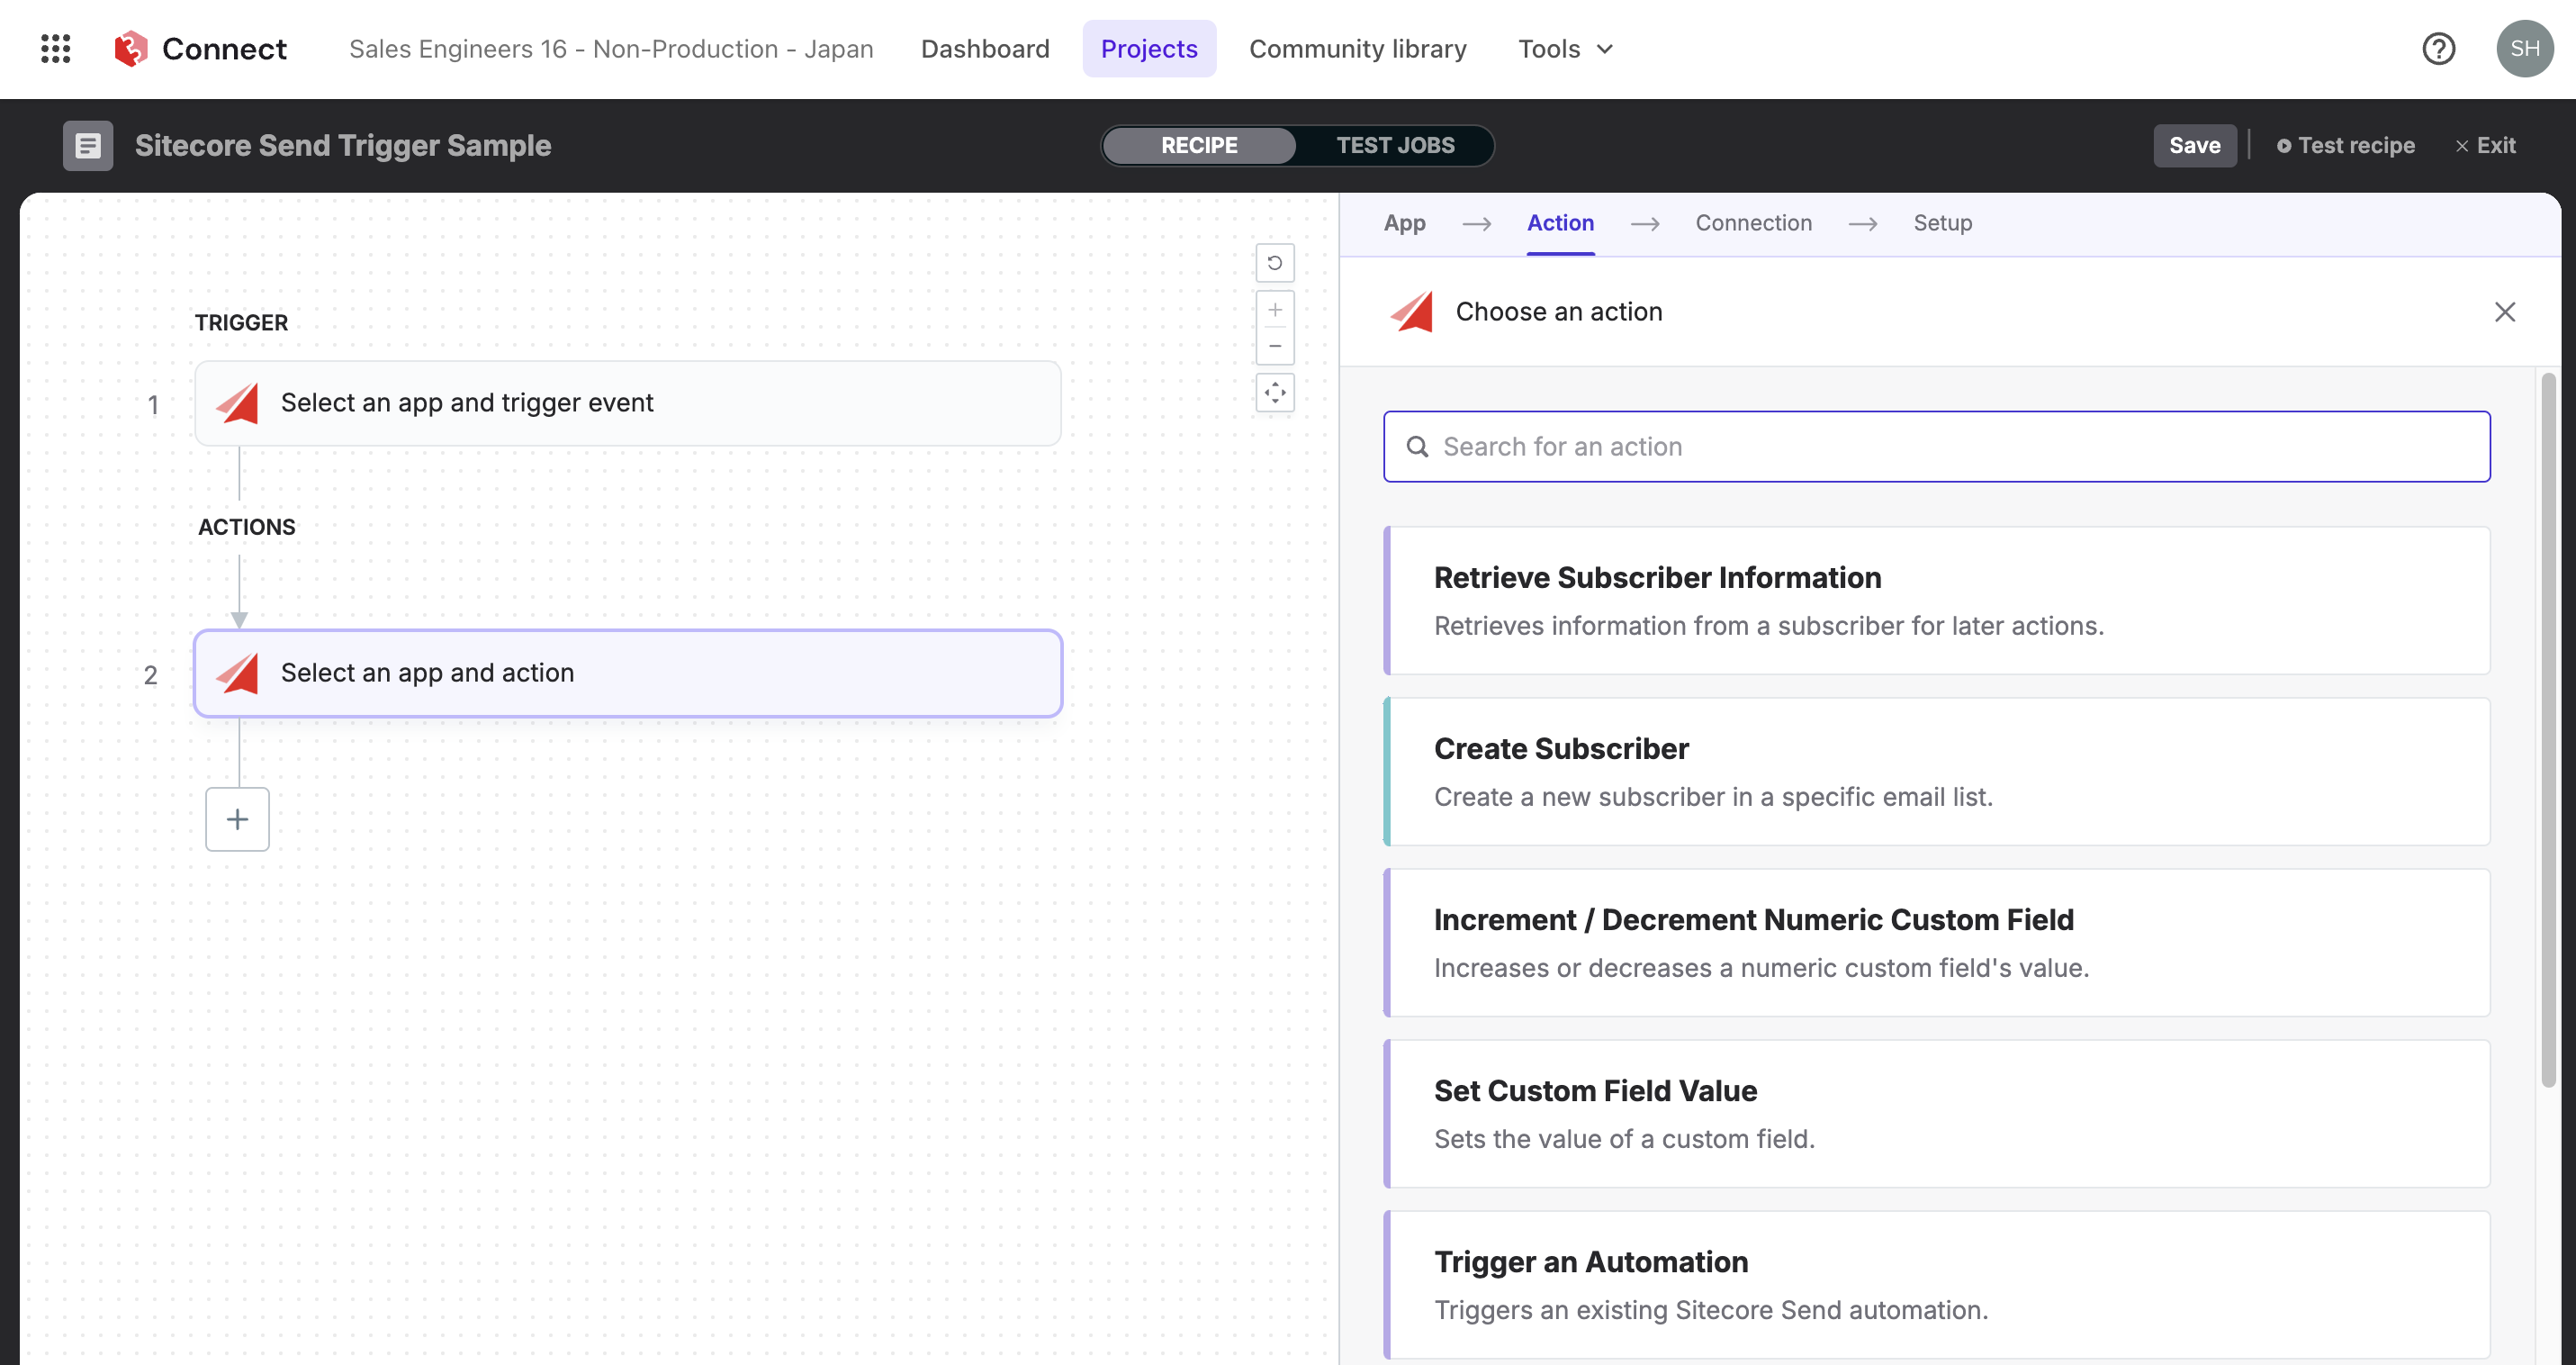 Connect
Sales Engineers 16 - Non-Production - Japan
Dashboard
Projects
Community library
Tools
SH
Sitecore Send Trigger Sample
RECIPE
TEST JOBS
Save
Test recipe
Exit
TRIGGER
1
Select an app and trigger event
ACTIONS
2
Select an app and action
App
Action
Connection
Setup
Choose an action
Search for an action
Retrieve Subscriber Information
Retrieves information from a subscriber for later actions.
Create Subscriber
Create a new subscriber in a specific email list.
Increment / Decrement Numeric Custom Field
Increases or decreases a numeric custom field's value.
Set Custom Field Value
Sets the value of a custom field.
Trigger an Automation
Triggers an existing Sitecore Send automation.